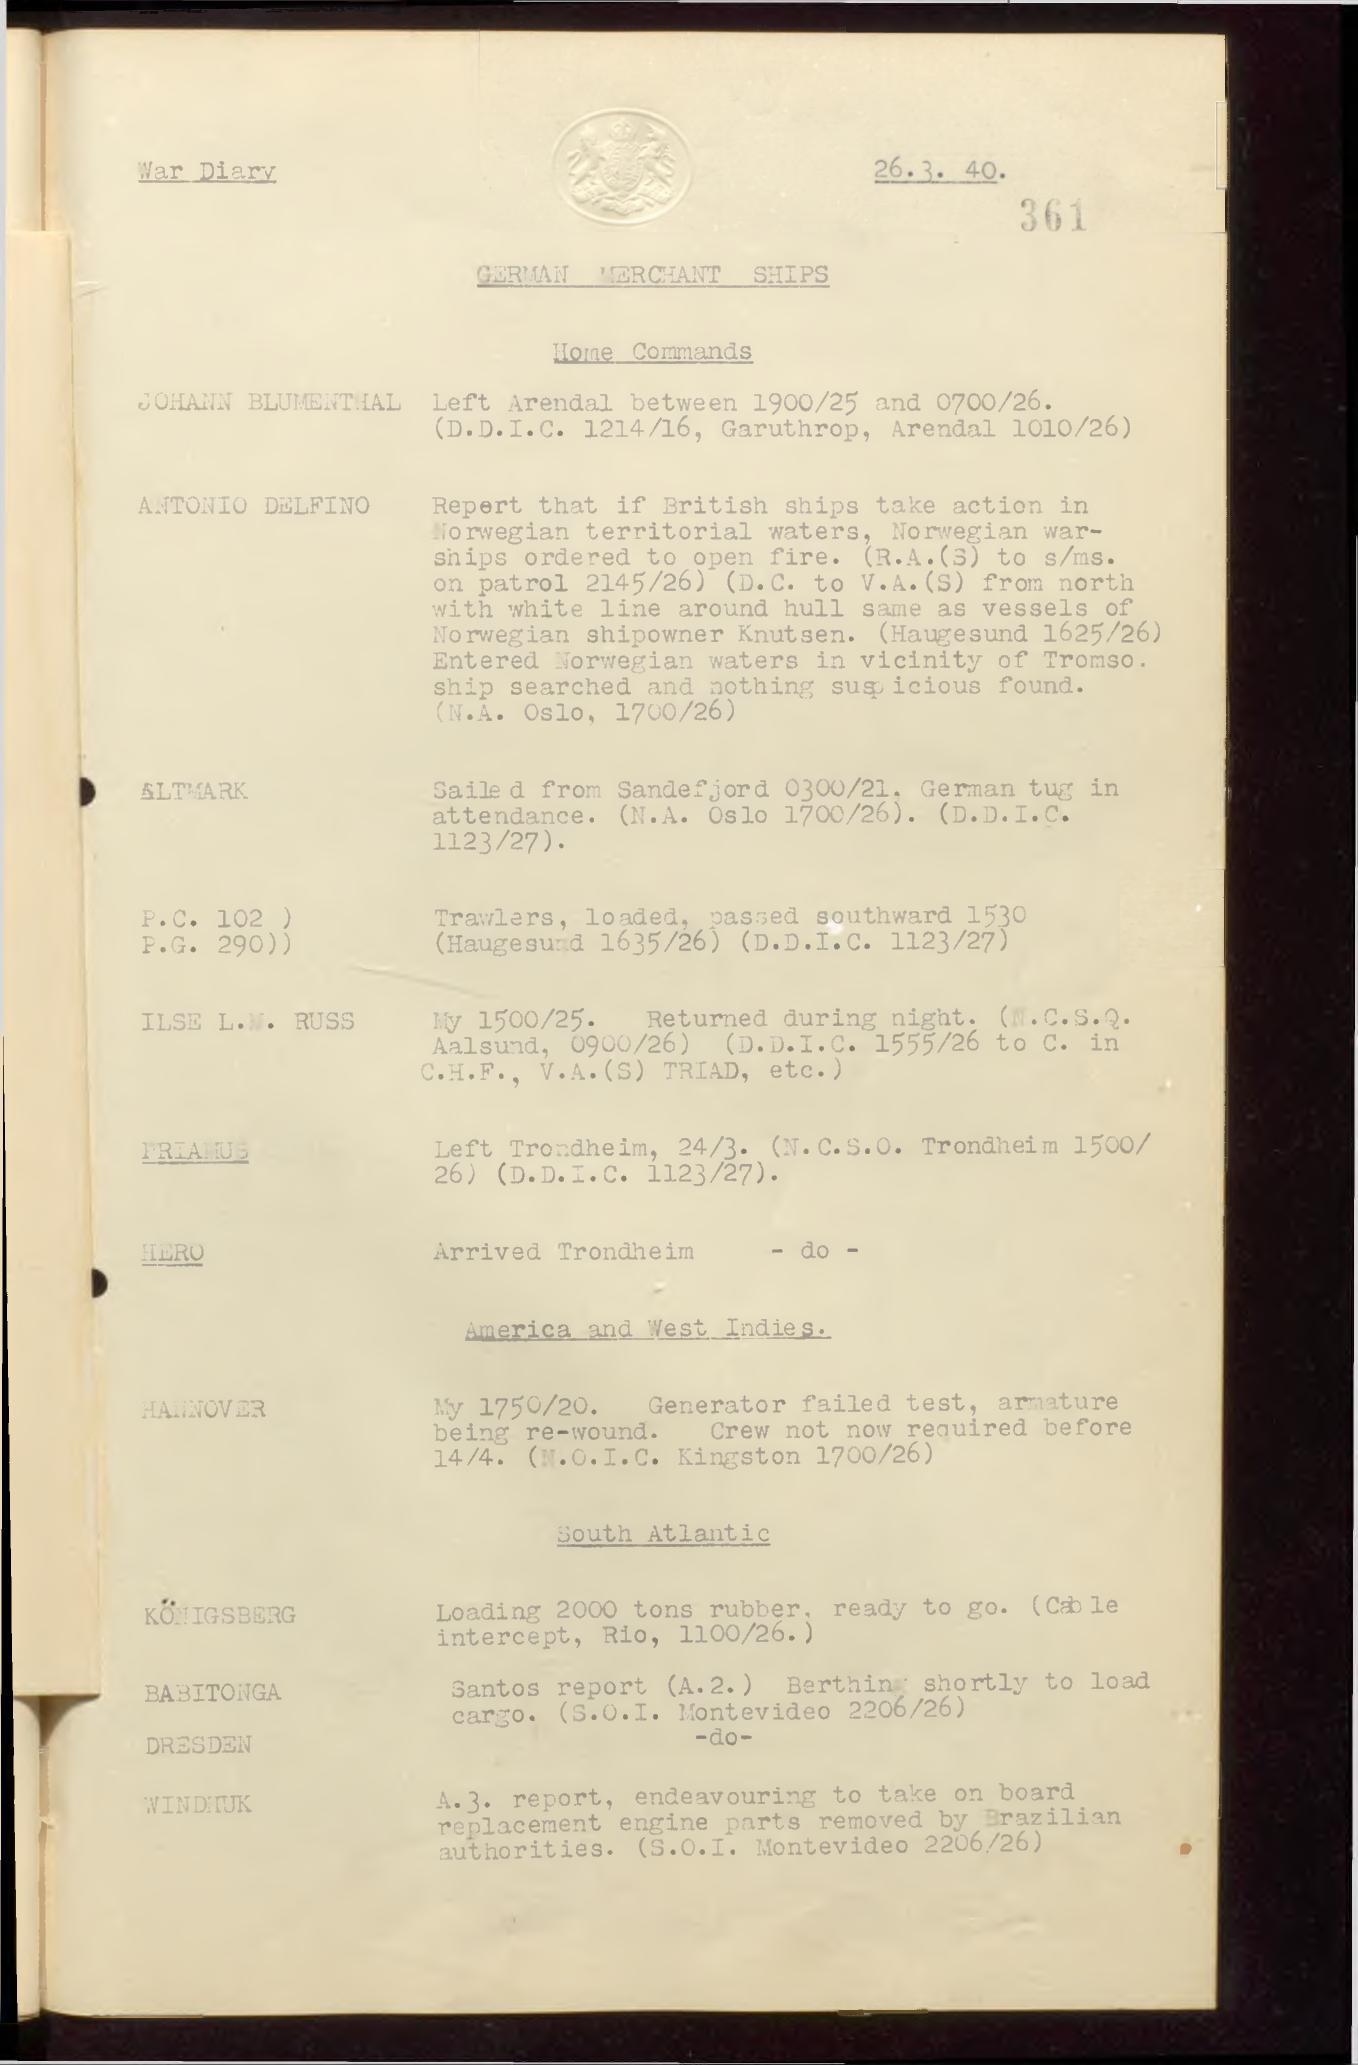 War Diary
26.3. 40.
361
GERMAN MERCHANT SHIPS
Home Commands
JOHANN BLUMENTHAL Left Arendal between 1900/25 and 0700/26.
(D.D.I.C. 1214/16, Garuthrop, Arendal 1010/26)
ANTONIO DELFINO Report that if British ships take action in
Norwegian territorial waters, Norwegian war-
ships ordered to open fire. (R.A.(S) to s/ms.
on patrol 2145/26) (D.C. to V.A.(S) from north
with white line around hull same as vessels of
Norwegian shipowner Knutsen. (Haugesund 1625/26)
Entered Norwegian waters in vicinity of Tromso.
ship searched and nothing suspicious found.
(N.A. Oslo, 1700/26)
ALTMARK Sailed from Sandefjord 0300/21. German tug in
attendance. (N.A. Oslo 1700/26). (D.D.I.C.
1123/27).
P.C. 102 ) Trawlers, loaded, passed southward 1530
P.G. 290)) (Haugesund 1635/26) (D.D.I.C. 1123/27)
ILSE L.M. RUSS My 1500/25. Returned during night. (N.C.S.Q.
Aalsund, 0900/26) (D.D.I.C. 1555/26 to C. in
C.H.F., V.A.(S) TRIAD, etc.)
PRIAMUS Left Trondheim, 24/3. (N.C.S.O. Trondheim 1500/
26) (D.D.I.C. 1123/27).
HERO Arrived Trondheim - do -
America and West Indies.
HANNOVER My 1750/20. Generator failed test, armature
being re-wound. Crew not now required before
14/4. (N.O.I.C. Kingston 1700/26)
South Atlantic
KÖNIGSBERG Loading 2000 tons rubber, ready to go. (Cable
intercept, Rio, 1100/26.)
BABITONGA Santos report (A.2.) Berthing shortly to load
cargo. (S.O.I. Montevideo 2206/26)
DRESDEN -do-
WINDHUK A.3. report, endeavouring to take on board
replacement engine parts removed by Brazilian
authorities. (S.O.I. Montevideo 2206/26)